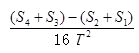 (S₄ + S₃) − (S₂ + S₁)
16 T²